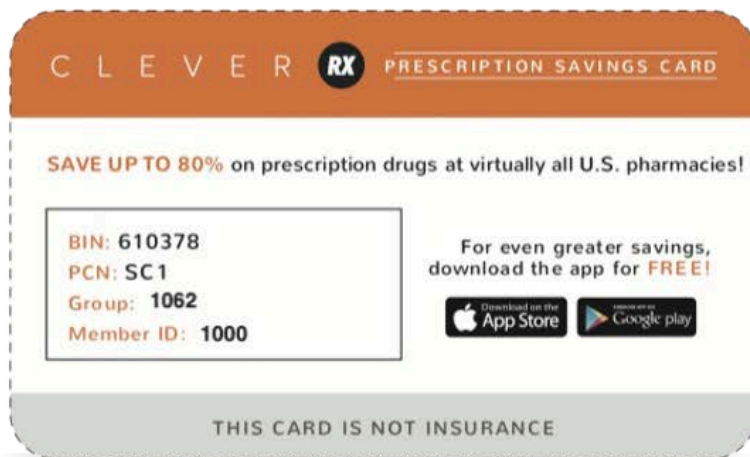 CLEVER RX PRESCRIPTION SAVINGS CARD
SAVE UP TO 80% on prescription drugs at virtually all U.S. pharmacies!
BIN: 610378
PCN: SC1
Group: 1062
Member ID: 1000
For even greater savings,
download the app for FREE!
Download on the
App Store
Google play
THIS CARD IS NOT INSURANCE